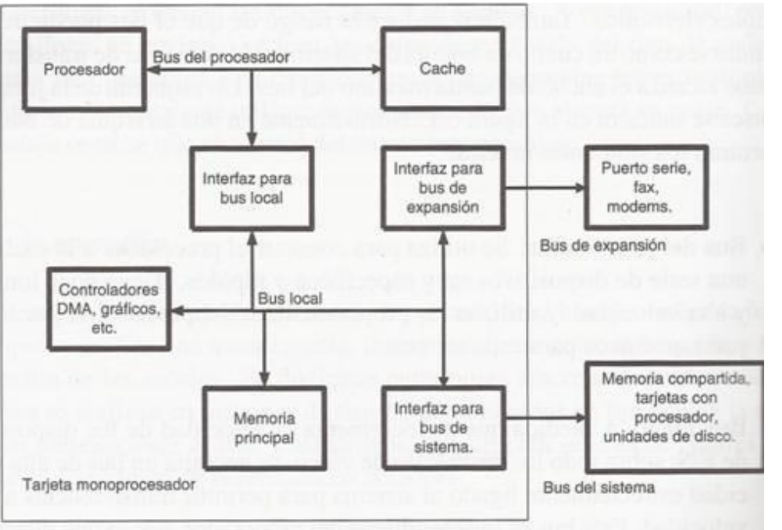 Bus del procesador
Procesador
Cache
Interfaz para
bus local
Interfaz para
bus de
expansión
Puerto serie,
fax,
modems.
Bus de expansión
Controladores
DMA, gráficos,
etc.
Bus local
Memoria
principal
Interfaz para
bus de
sistema.
Memoria compartida,
tarjetas con
procesador,
unidades de disco.
Tarjeta monoprocesador
Bus del sistema